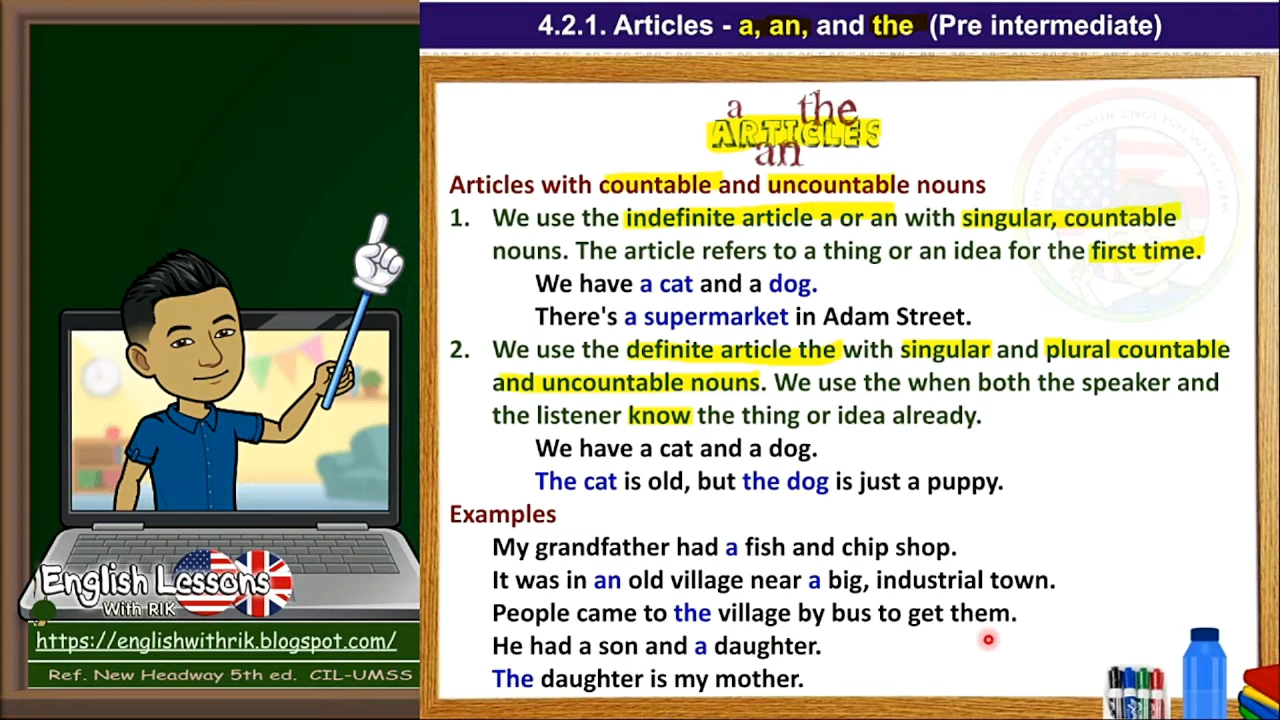 4.2.1. Articles - a, an, and the (Pre intermediate)
a the
ARTICLES
an
Articles with countable and uncountable nouns
1. We use the indefinite article a or an with singular, countable
nouns. The article refers to a thing or an idea for the first time.
We have a cat and a dog.
There's a supermarket in Adam Street.
2. We use the definite article the with singular and plural countable
and uncountable nouns. We use the when both the speaker and
the listener know the thing or idea already.
We have a cat and a dog.
The cat is old, but the dog is just a puppy.
Examples
My grandfather had a fish and chip shop.
It was in an old village near a big, industrial town.
People came to the village by bus to get them.
He had a son and a daughter.
The daughter is my mother.
English Lessons
With RIK
https://englishwithrik.blogspot.com/
Ref. New Headway 5th ed. CIL-UMSS